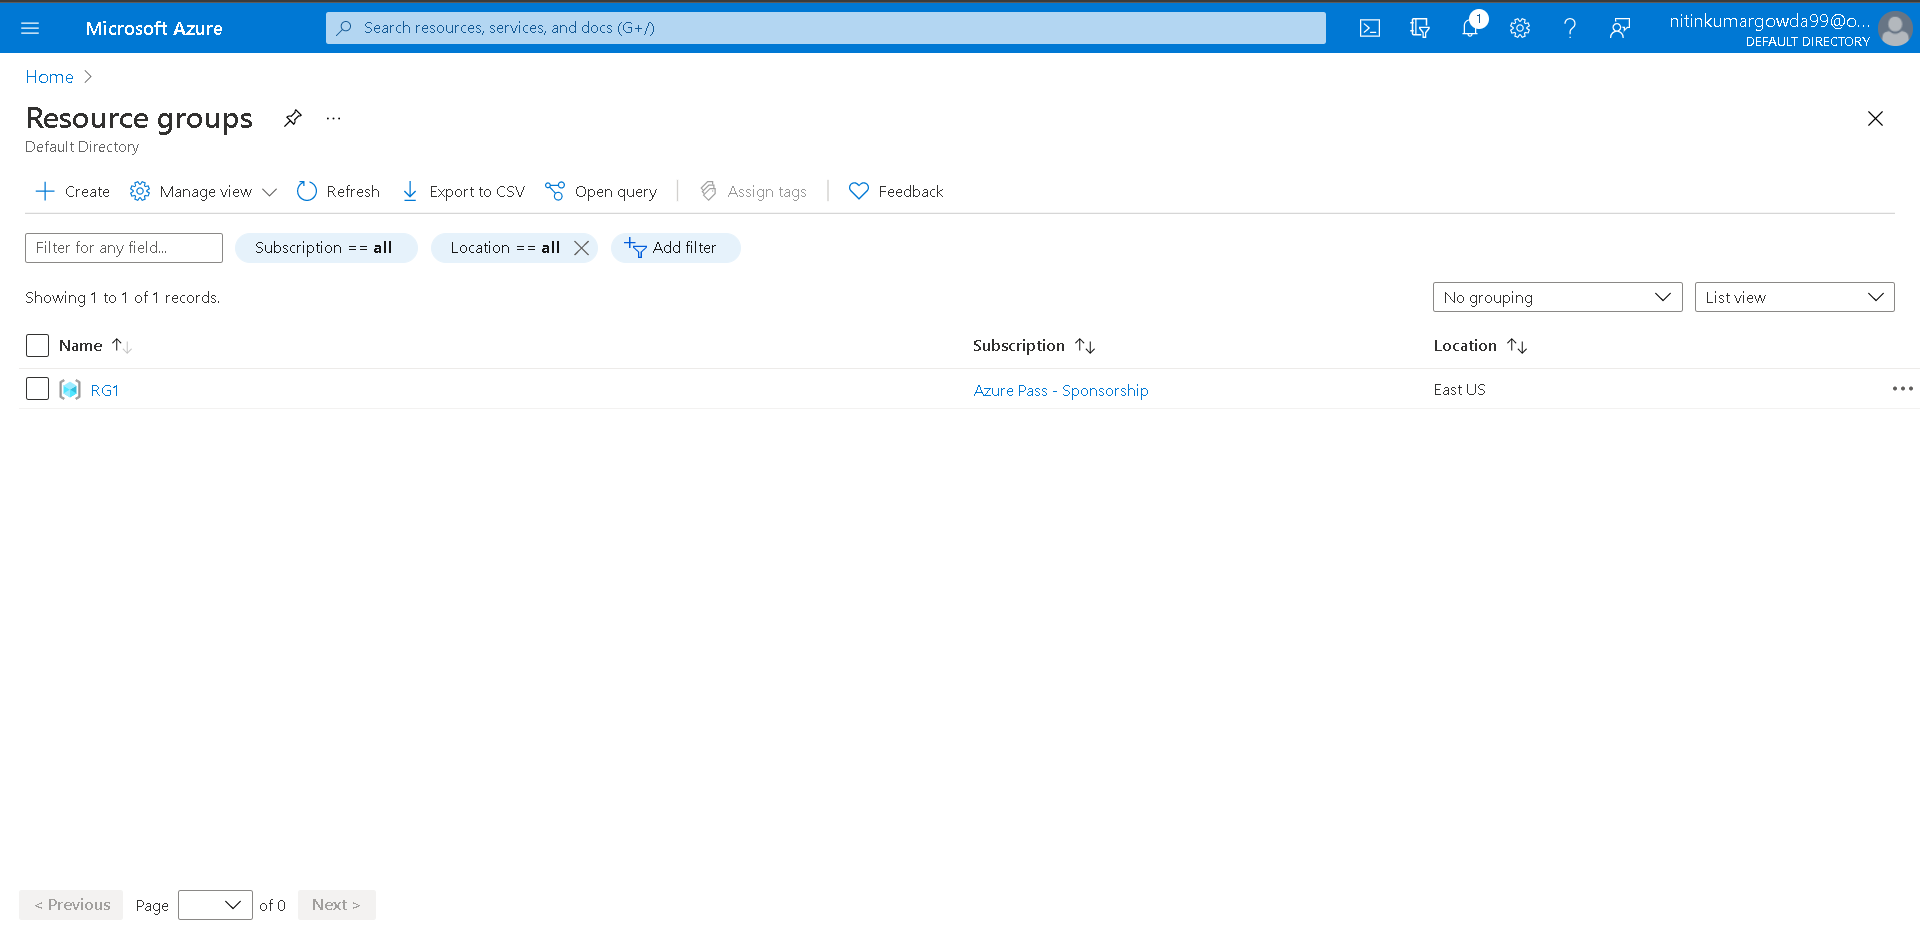 Microsoft Azure
Search resources, services, and docs (G+/)
1
nitinkumargowda99@o...
DEFAULT DIRECTORY
Home >
Resource groups ...
Default Directory
Create Manage view Refresh Export to CSV Open query Assign tags Feedback
Filter for any field... Subscription == all Location == all Add filter
Showing 1 to 1 of 1 records. No grouping List view
Name Subscription Location
RG1 Azure Pass - Sponsorship East US
< Previous Page of 0 Next >